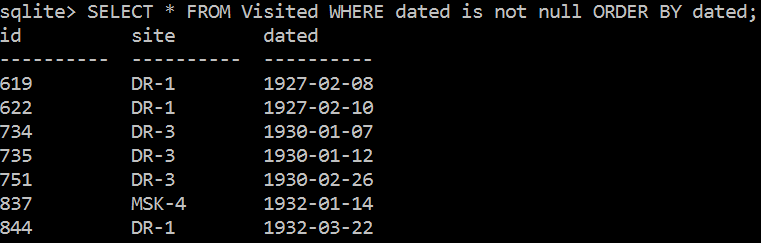 sqlite> SELECT * FROM Visited WHERE dated is not null ORDER BY dated;
id          site        dated
----------  ----------  ----------
619         DR-1        1927-02-08
622         DR-1        1927-02-10
734         DR-3        1930-01-07
735         DR-3        1930-01-12
751         DR-3        1930-02-26
837         MSK-4       1932-01-14
844         DR-1        1932-03-22